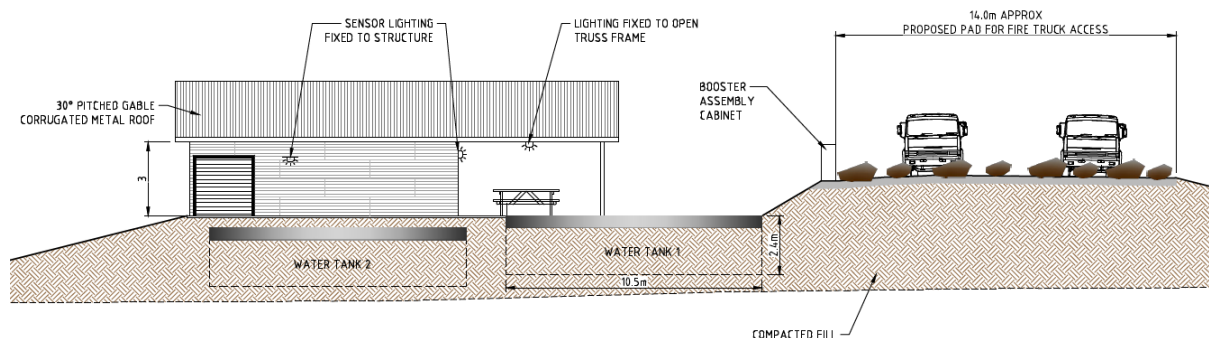 14.0m APPROX
PROPOSED PAD FOR FIRE TRUCK ACCESS
SENSOR LIGHTING
FIXED TO STRUCTURE
LIGHTING FIXED TO OPEN
TRUSS FRAME
30° PITCHED GABLE
CORRUGATED METAL ROOF
BOOSTER
ASSEMBLY
CABINET
3
WATER TANK 2
WATER TANK 1
2.4m
10.5m
COMPACTED FILL